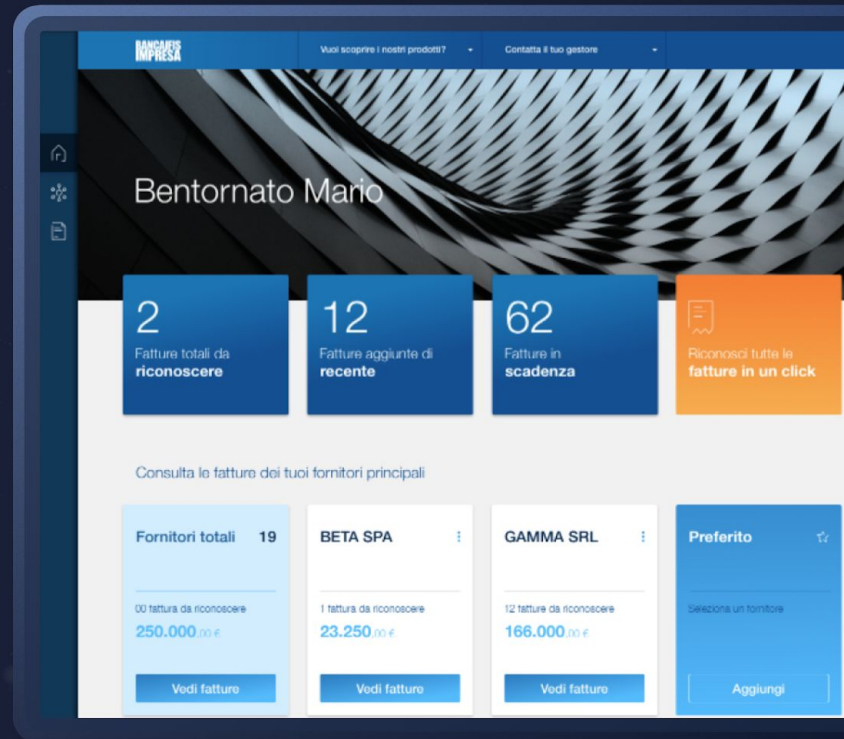 BANCA IFIS
IMPRESA
Vuoi scoprire i nostri prodotti?
Contatta il tuo gestore
Bentornato Mario
2
Fatture totali da
riconoscere
12
Fatture aggiunte di
recente
62
Fatture in
scadenza
Riconosci tutte le
fatture in un click
Consulta le fatture dei tuoi fornitori principali
Fornitori totali 19
00 fattura da riconoscere
250.000,00 €
Vedi fatture
BETA SPA
1 fattura da riconoscere
23.250,00 €
Vedi fatture
GAMMA SRL
12 fatture da riconoscere
166.000,00 €
Vedi fatture
Preferito
Seleziona un fornitore
Aggiungi